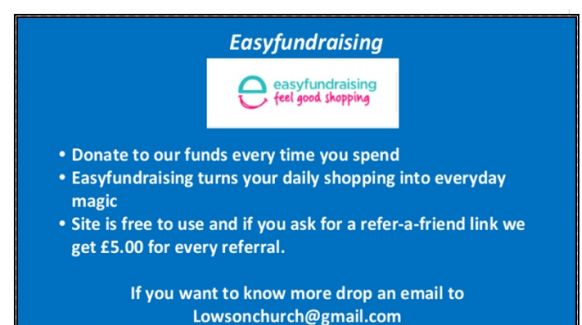 Easyfundraising
easyfundraising
feel good shopping
• Donate to our funds every time you spend
• Easyfundraising turns your daily shopping into everyday
magic
• Site is free to use and if you ask for a refer-a-friend link we
get £5.00 for every referral.
If you want to know more drop an email to
Lowsonchurch@gmail.com